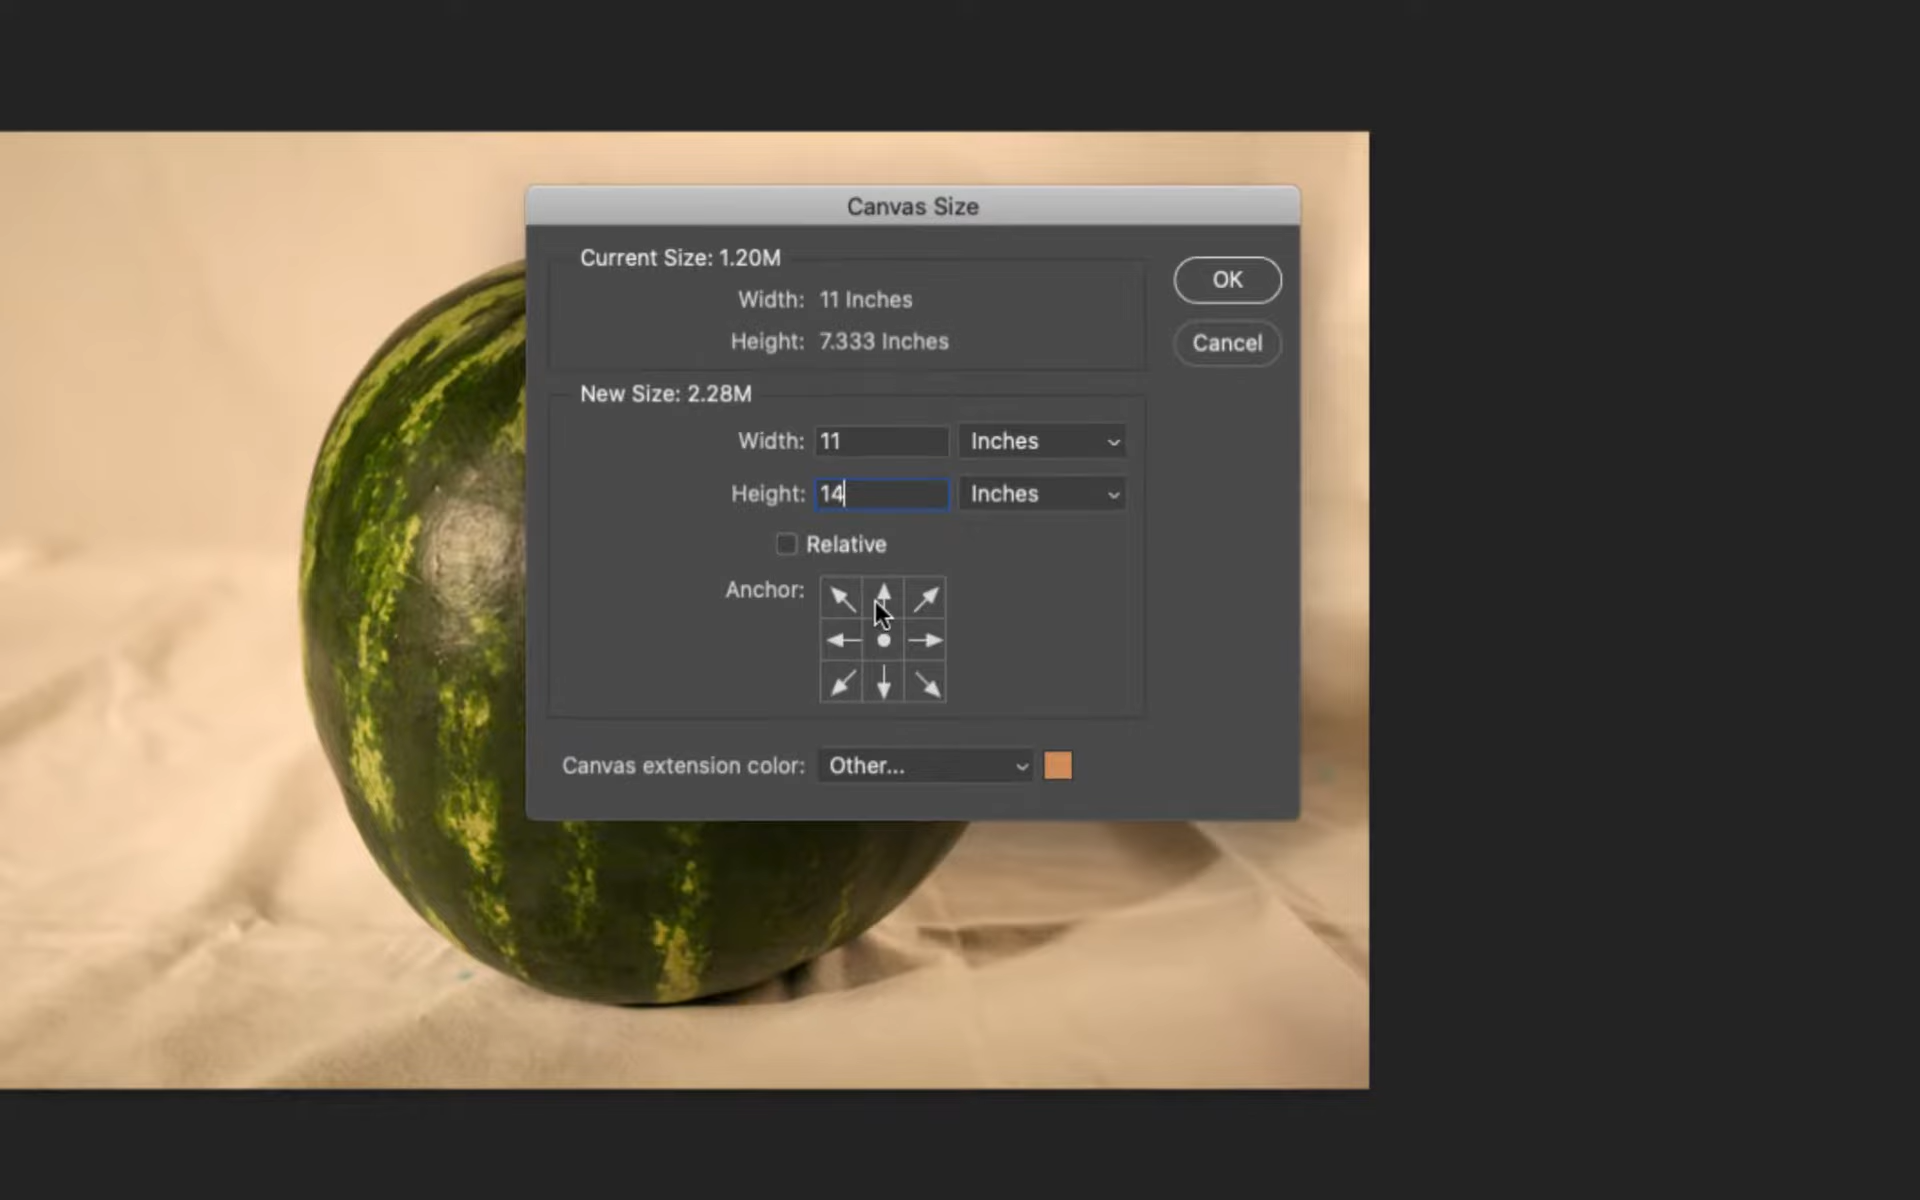 Canvas Size
Current Size: 1.20M
Width: 11 Inches
Height: 7.333 Inches
OK
Cancel
New Size: 2.28M
Width: 11 Inches
Height: 14 Inches
Relative
Anchor:
Canvas extension color: Other...